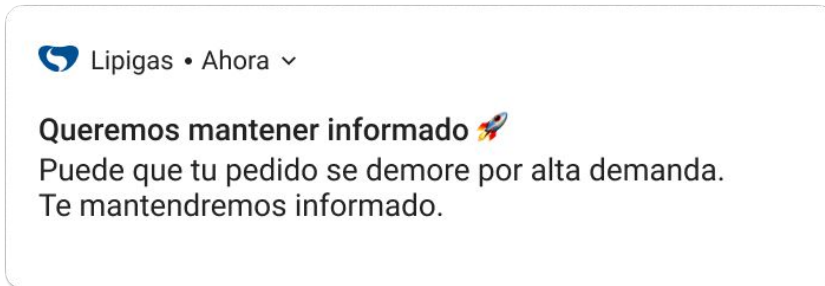 Lipigas • Ahora
Queremos mantener informado 🚀
Puede que tu pedido se demore por alta demanda.
Te mantendremos informado.